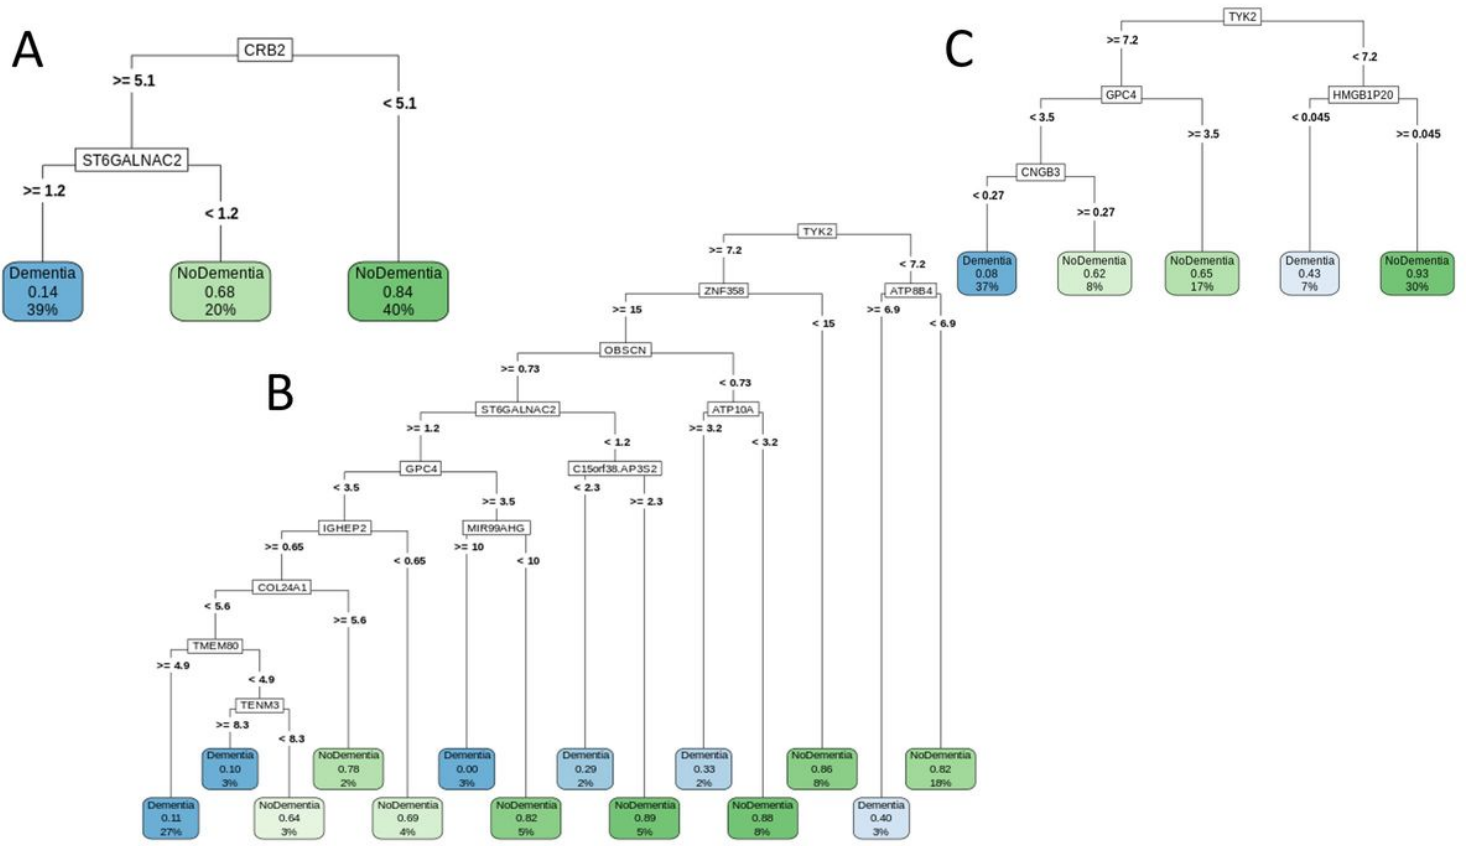 A
CRB2
>= 5.1
< 5.1
ST6GALNAC2
>= 1.2
< 1.2
Dementia
0.14
39%
NoDementia
0.68
20%
NoDementia
0.84
40%
C
TYK2
>= 7.2
< 7.2
GPC4
HMGB1P20
< 3.5
>= 3.5
< 0.045
>= 0.045
CNGB3
< 0.27
>= 0.27
Dementia
0.08
37%
NoDementia
0.62
8%
NoDementia
0.65
17%
Dementia
0.43
7%
NoDementia
0.93
30%
B
TYK2
>= 7.2
< 7.2
ZNF358
ATP8B4
>= 15
< 15
>= 6.9
< 6.9
OBSCN
>= 0.73
< 0.73
ST6GALNAC2
ATP10A
>= 1.2
< 1.2
>= 3.2
< 3.2
GPC4
C15orf38.AP3S2
< 3.5
>= 3.5
< 2.3
>= 2.3
IGHEP2
MIR99AHG
>= 0.65
< 0.65
>= 10
< 10
COL24A1
< 5.6
>= 5.6
TMEM80
>= 4.9
< 4.9
TENM3
>= 8.3
< 8.3
Dementia
0.10
3%
NoDementia
0.78
2%
Dementia
0.00
3%
Dementia
0.29
2%
Dementia
0.33
2%
NoDementia
0.86
8%
NoDementia
0.82
18%
Dementia
0.11
27%
NoDementia
0.64
3%
NoDementia
0.69
4%
NoDementia
0.82
5%
NoDementia
0.89
5%
NoDementia
0.88
8%
Dementia
0.40
3%